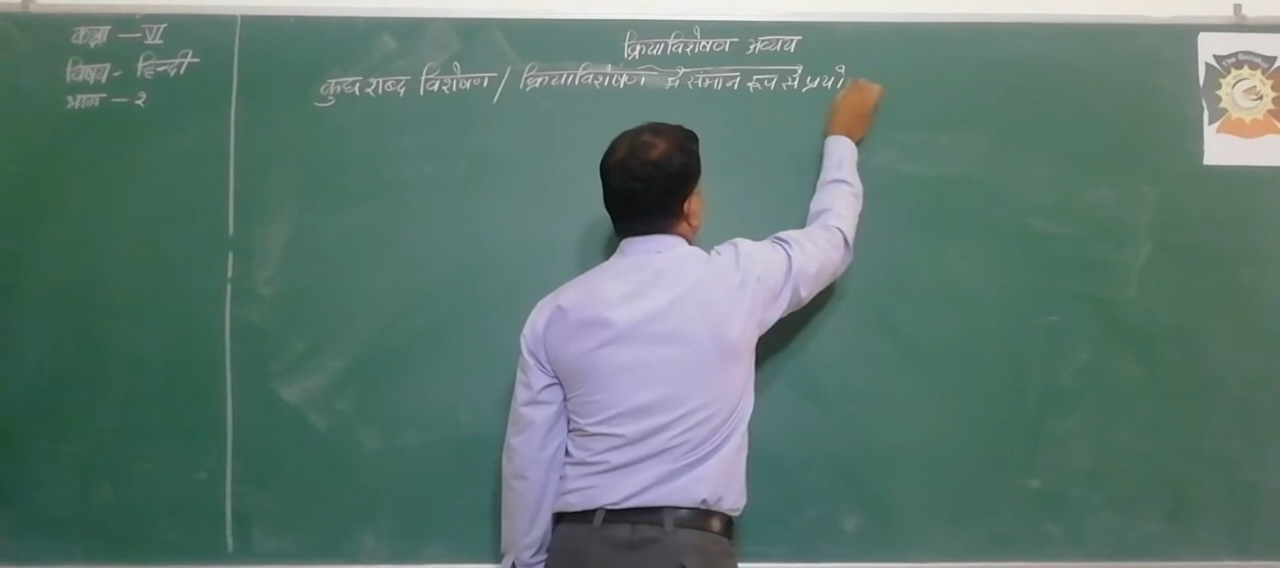 कक्षा - VI
विषय - हिन्दी
भाग - २
क्रियाविशेषण अव्यय
कुछ शब्द विशेषण / क्रियाविशेषण में समान रूप से प्रयो